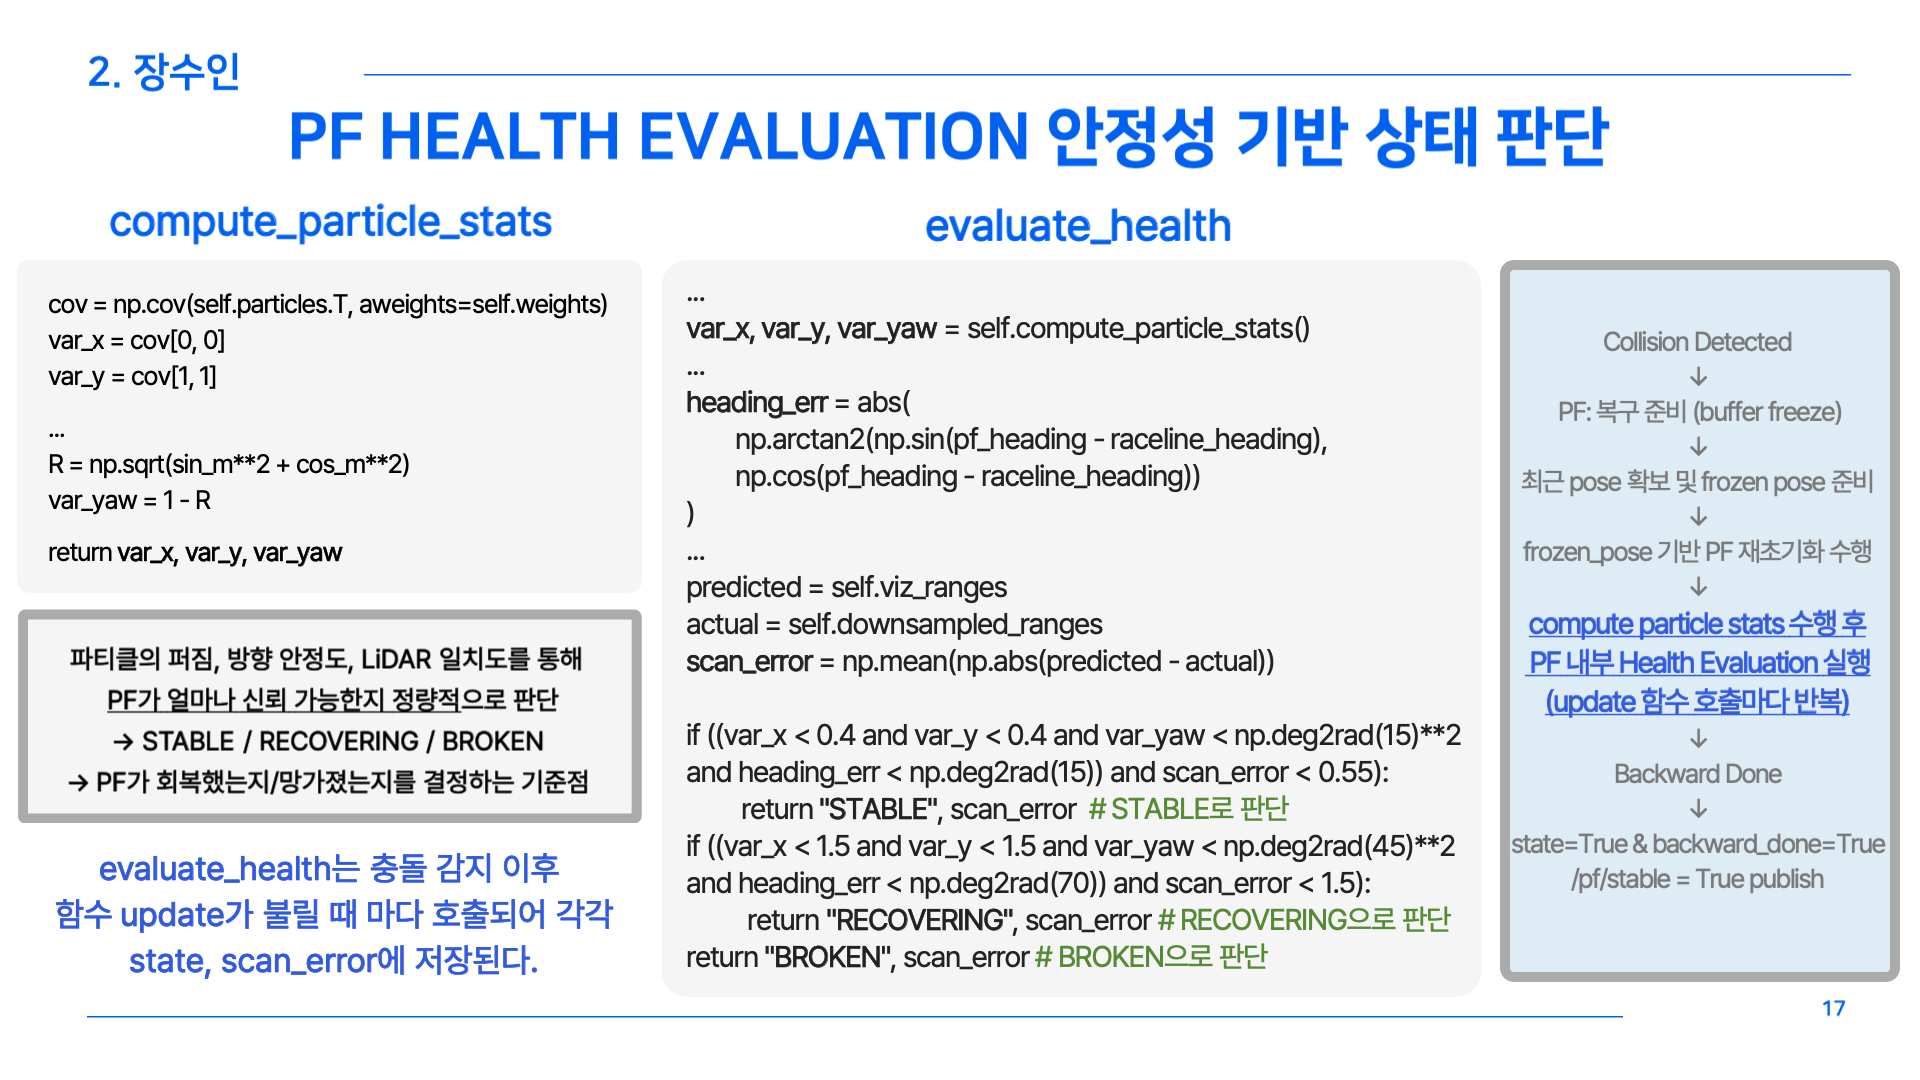 2. 장수인
PF HEALTH EVALUATION 안정성 기반 상태 판단
compute_particle_stats
cov = np.cov(self.particles.T, aweights=self.weights)
var_x = cov[0, 0]
var_y = cov[1, 1]
...
R = np.sqrt(sin_m**2 + cos_m**2)
var_yaw = 1 - R
return var_x, var_y, var_yaw
파티클의 퍼짐, 방향 안정도, LiDAR 일치도를 통해
PF가 얼마나 신뢰 가능한지 정량적으로 판단
→ STABLE / RECOVERING / BROKEN
→ PF가 회복했는지/망가졌는지를 결정하는 기준점
evaluate_health는 충돌 감지 이후
함수 update가 불릴 때 마다 호출되어 각각
state, scan_error에 저장된다.
evaluate_health
...
var_x, var_y, var_yaw = self.compute_particle_stats()
...
heading_err = abs(
np.arctan2(np.sin(pf_heading - raceline_heading),
np.cos(pf_heading - raceline_heading))
)
...
predicted = self.viz_ranges
actual = self.downsampled_ranges
scan_error = np.mean(np.abs(predicted - actual))
if ((var_x < 0.4 and var_y < 0.4 and var_yaw < np.deg2rad(15)**2
and heading_err < np.deg2rad(15)) and scan_error < 0.55):
return "STABLE", scan_error # STABLE로 판단
if ((var_x < 1.5 and var_y < 1.5 and var_yaw < np.deg2rad(45)**2
and heading_err < np.deg2rad(70)) and scan_error < 1.5):
return "RECOVERING", scan_error # RECOVERING으로 판단
return "BROKEN", scan_error # BROKEN으로 판단
Collision Detected
↓
PF: 복구 준비 (buffer freeze)
↓
최근 pose 확보 및 frozen pose 준비
↓
frozen_pose 기반 PF 재초기화 수행
↓
compute particle stats 수행 후
PF 내부 Health Evaluation 실행
(update 함수 호출마다 반복)
↓
Backward Done
↓
state=True & backward_done=True
/pf/stable = True publish
17